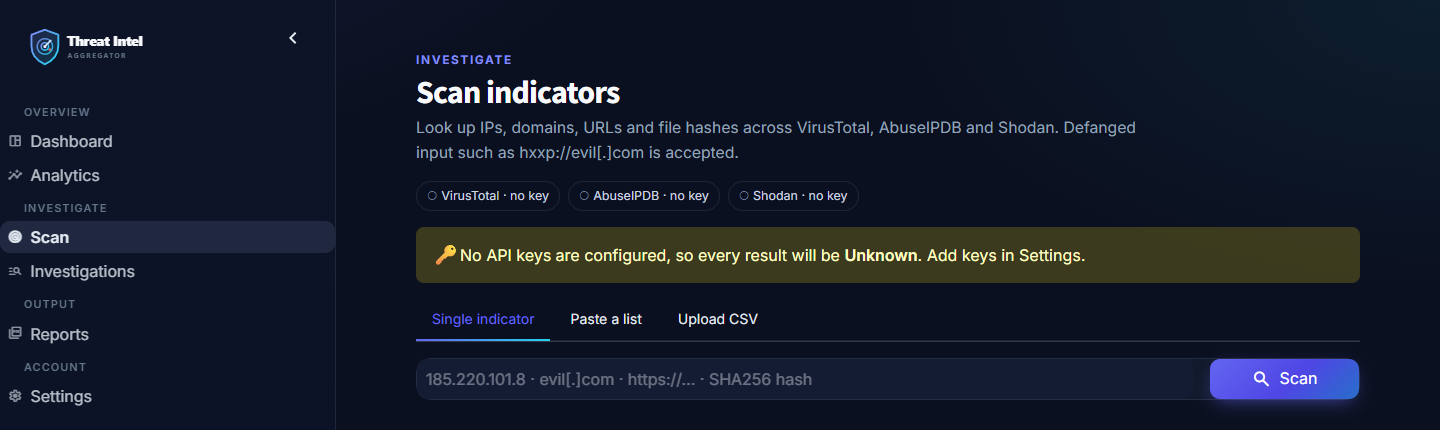 Threat Intel
AGGREGATOR
OVERVIEW
Dashboard
Analytics
INVESTIGATE
Scan
Investigations
OUTPUT
Reports
ACCOUNT
Settings
INVESTIGATE
Scan indicators
Look up IPs, domains, URLs and file hashes across VirusTotal, AbuseIPDB and Shodan. Defanged
input such as hxxp://evil[.]com is accepted.
VirusTotal · no key
AbuseIPDB · no key
Shodan · no key
No API keys are configured, so every result will be Unknown. Add keys in Settings.
Single indicator
Paste a list
Upload CSV
185.220.101.8 · evil[.]com · https://... · SHA256 hash
Scan